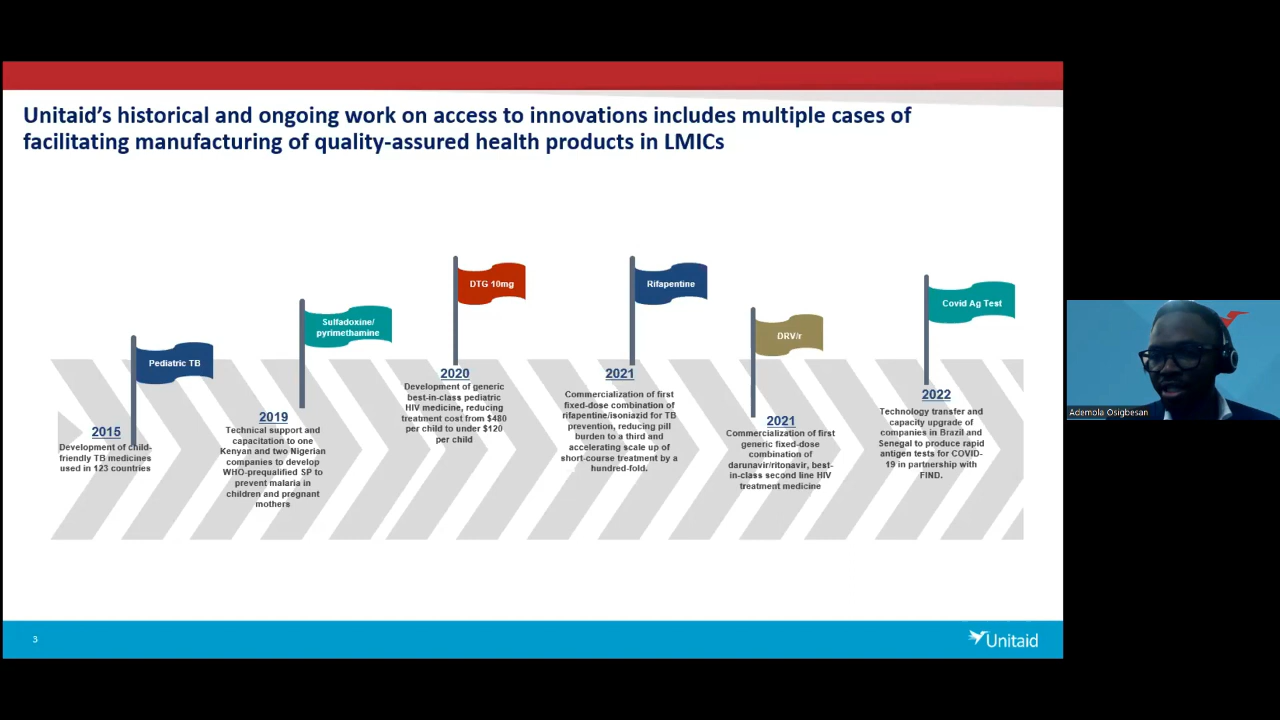 Unitaid’s historical and ongoing work on access to innovations includes multiple cases of
facilitating manufacturing of quality-assured health products in LMICs
Pediatric TB
2015
Development of child-
friendly TB medicines
used in 123 countries
Sulfadoxine/
pyrimethamine
2019
Technical support and
capacitation to one
Kenyan and two Nigerian
companies to develop
WHO-prequalified SP to
prevent malaria in
children and pregnant
mothers
DTG 10mg
2020
Development of generic
best-in-class pediatric
HIV medicine, reducing
treatment cost from $480
per child to under $120
per child
Rifapentine
2021
Commercialization of first
fixed-dose combination of
rifapentine/isoniazid for TB
prevention, reducing pill
burden to a third and
accelerating scale up of
short-course treatment by a
hundred-fold.
DRV/r
2021
Commercialization of first
generic fixed-dose
combination of
darunavir/ritonavir, best-
in-class second line HIV
treatment medicine
Covid Ag Test
2022
Technology transfer and
capacity upgrade of
companies in Brazil and
Senegal to produce rapid
antigen tests for COVID-
19 in partnership with
FIND.
3
Unitaid
Ademola Osigbesan